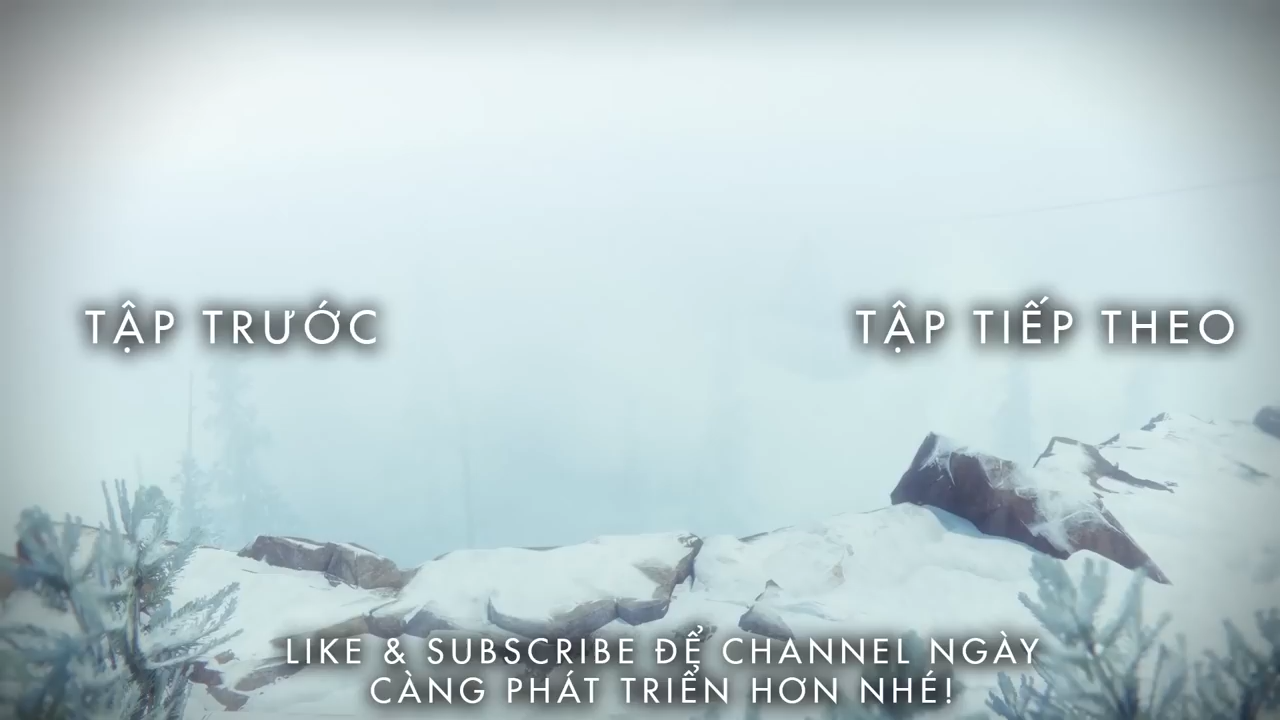 TẬP TRƯỚC
TẬP TIẾP THEO
LIKE & SUBSCRIBE ĐỂ CHANNEL NGÀY
CÀNG PHÁT TRIỂN HƠN NHÉ!